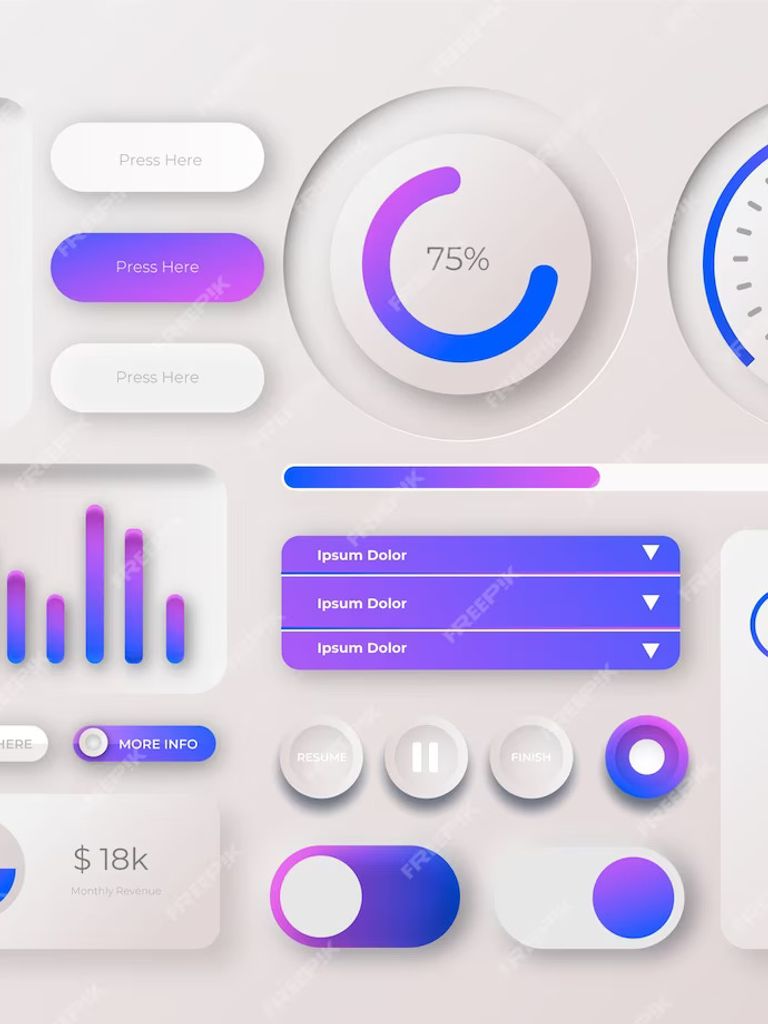 Press Here
75%
Press Here
Press Here
Ipsum Dolor
Ipsum Dolor
Ipsum Dolor
HERE
MORE INFO
RESUME
FINISH
$ 18k
Monthly Revenue
FREEPIK